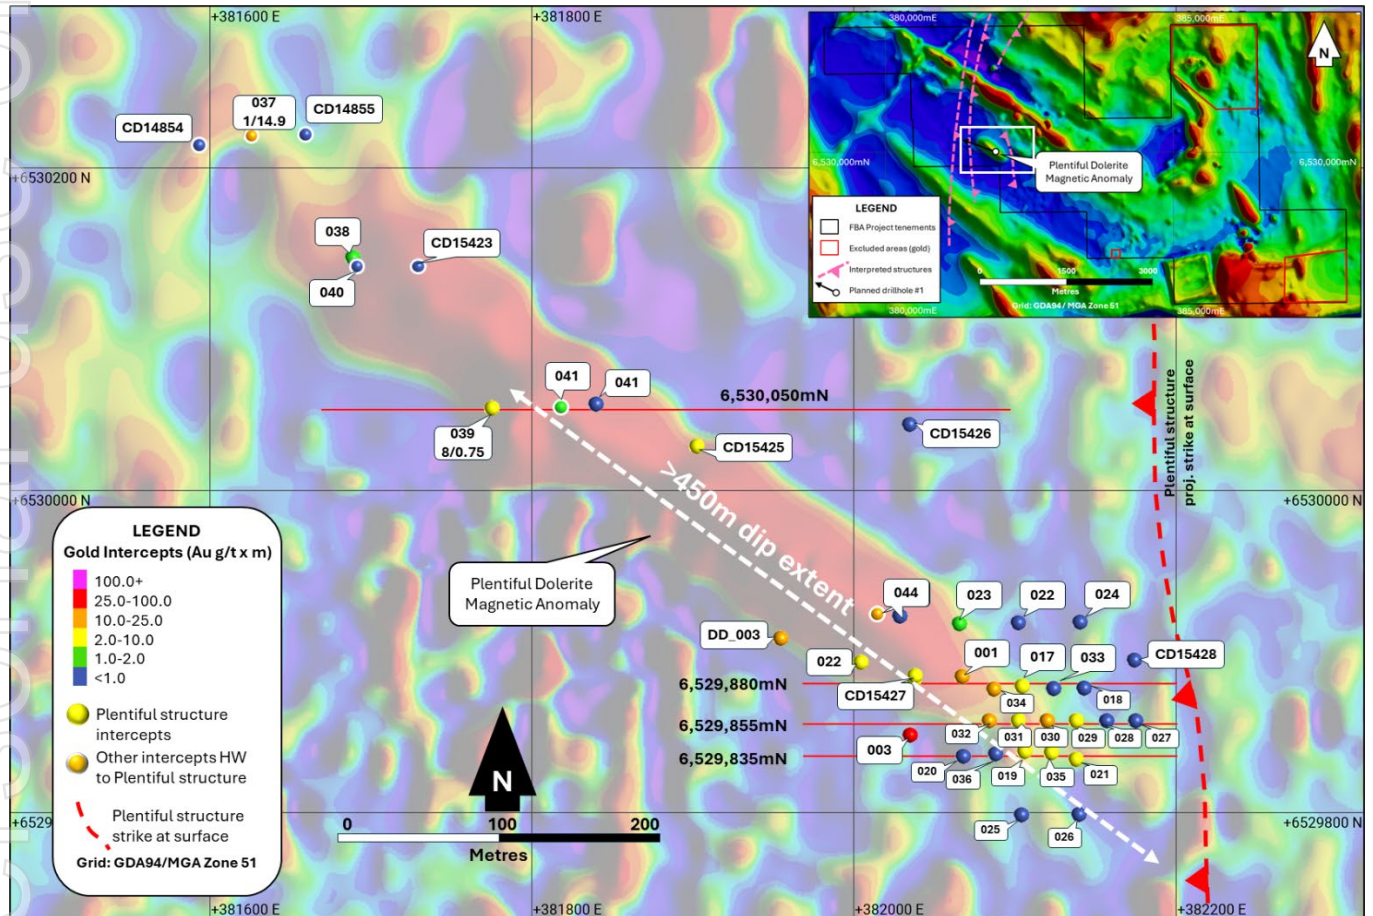 +381600 E
+381800 E
380,000mE
385,000mE
N
CD14854
037
1/14.9
CD14855
6,530,000mN
6,530,000mN
Plentiful Dolerite
Magnetic Anomaly
+6530200 N
LEGEND
FBA Project tenements
Excluded areas (gold)
Interpreted structures
Planned drillhole #1
0
1500
3000
Metres
Grid: GDA94/ MGA Zone 51
380,000mE
385,000mE
038
CD15423
040
041
041
6,530,050mN
039
8/0.75
CD15425
CD15426
Plentiful structure
proj. strike at surface
+6530000 N
+6530000 N
>450m dip extent
LEGEND
Gold Intercepts (Au g/t x m)
100.0+
25.0-100.0
10.0-25.0
2.0-10.0
1.0-2.0
<1.0
Plentiful structure
intercepts
Other intercepts HW
to Plentiful structure
Plentiful structure
strike at surface
Grid: GDA94/MGA Zone 51
Plentiful Dolerite
Magnetic Anomaly
044
023
022
024
DD_003
022
001
017
033
CD15428
CD15427
6,529,880mN
034
018
6,529,855mN
032
031
030
029
028
027
003
6,529,835mN
020
036
019
035
021
025
026
N
0
100
200
Metres
+6529
+6529800 N
+381600 E
+381800 E
+382000 E
+382200 E